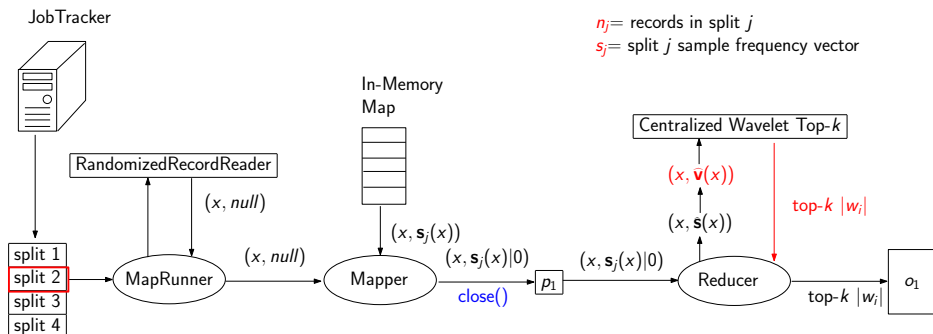 JobTracker
n_j= records in split j
s_j= split j sample frequency vector
In-Memory
Map
Centralized Wavelet Top-k
RandomizedRecordReader
(x, v̂(x))
(x, null)
top-k |w_i|
(x, ŝ(x))
(x, s_j(x))
split 1
split 2
split 3
split 4
MapRunner
(x, null)
Mapper
(x, s_j(x)|0)
close()
p_1
(x, s_j(x)|0)
Reducer
top-k |w_i|
o_1